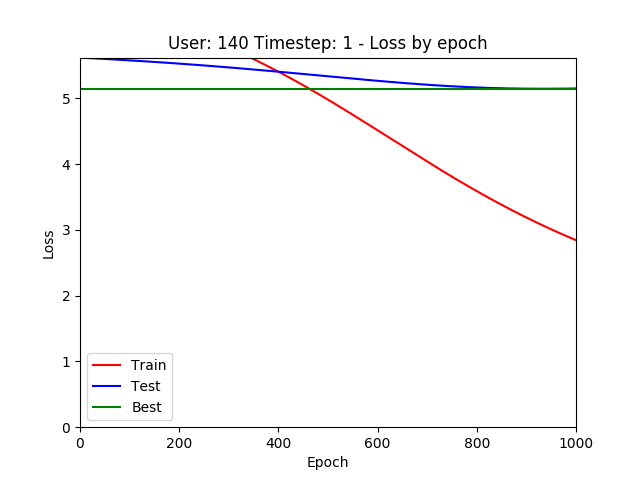 User: 140 Timestep: 1 - Loss by epoch
5
4
3
2
1
0
Loss
Train
Test
Best
0 200 400 600 800 1000
Epoch